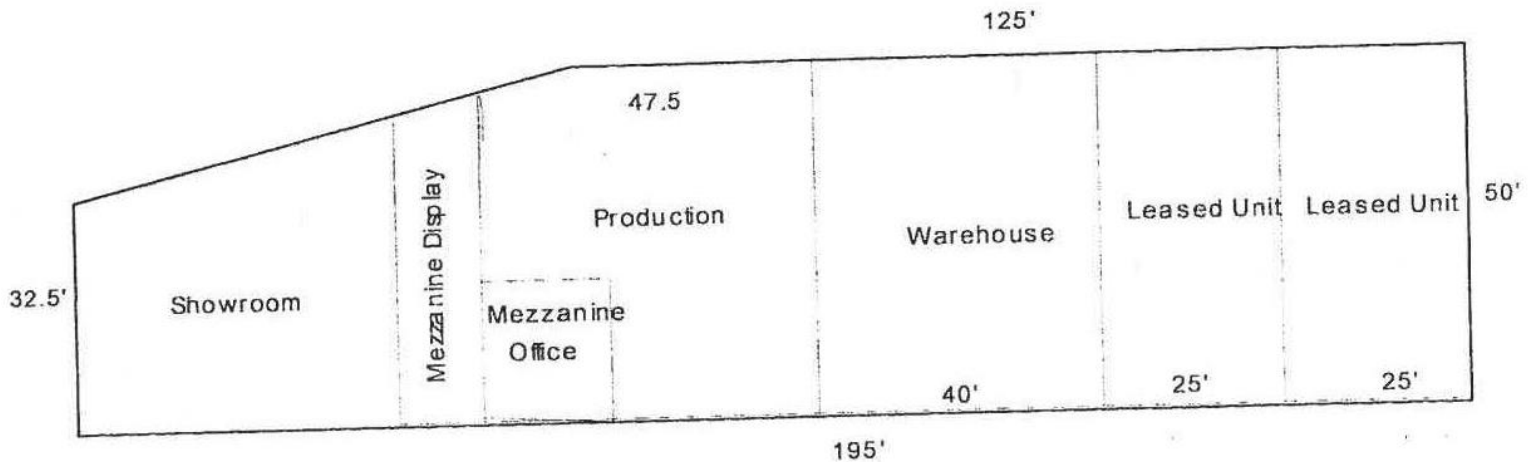 125'
47.5
50'
Mezzanine Display
Production
Leased Unit
Leased Unit
Warehouse
32.5'
Showroom
Mezzanine
Office
40'
25'
25'
195'